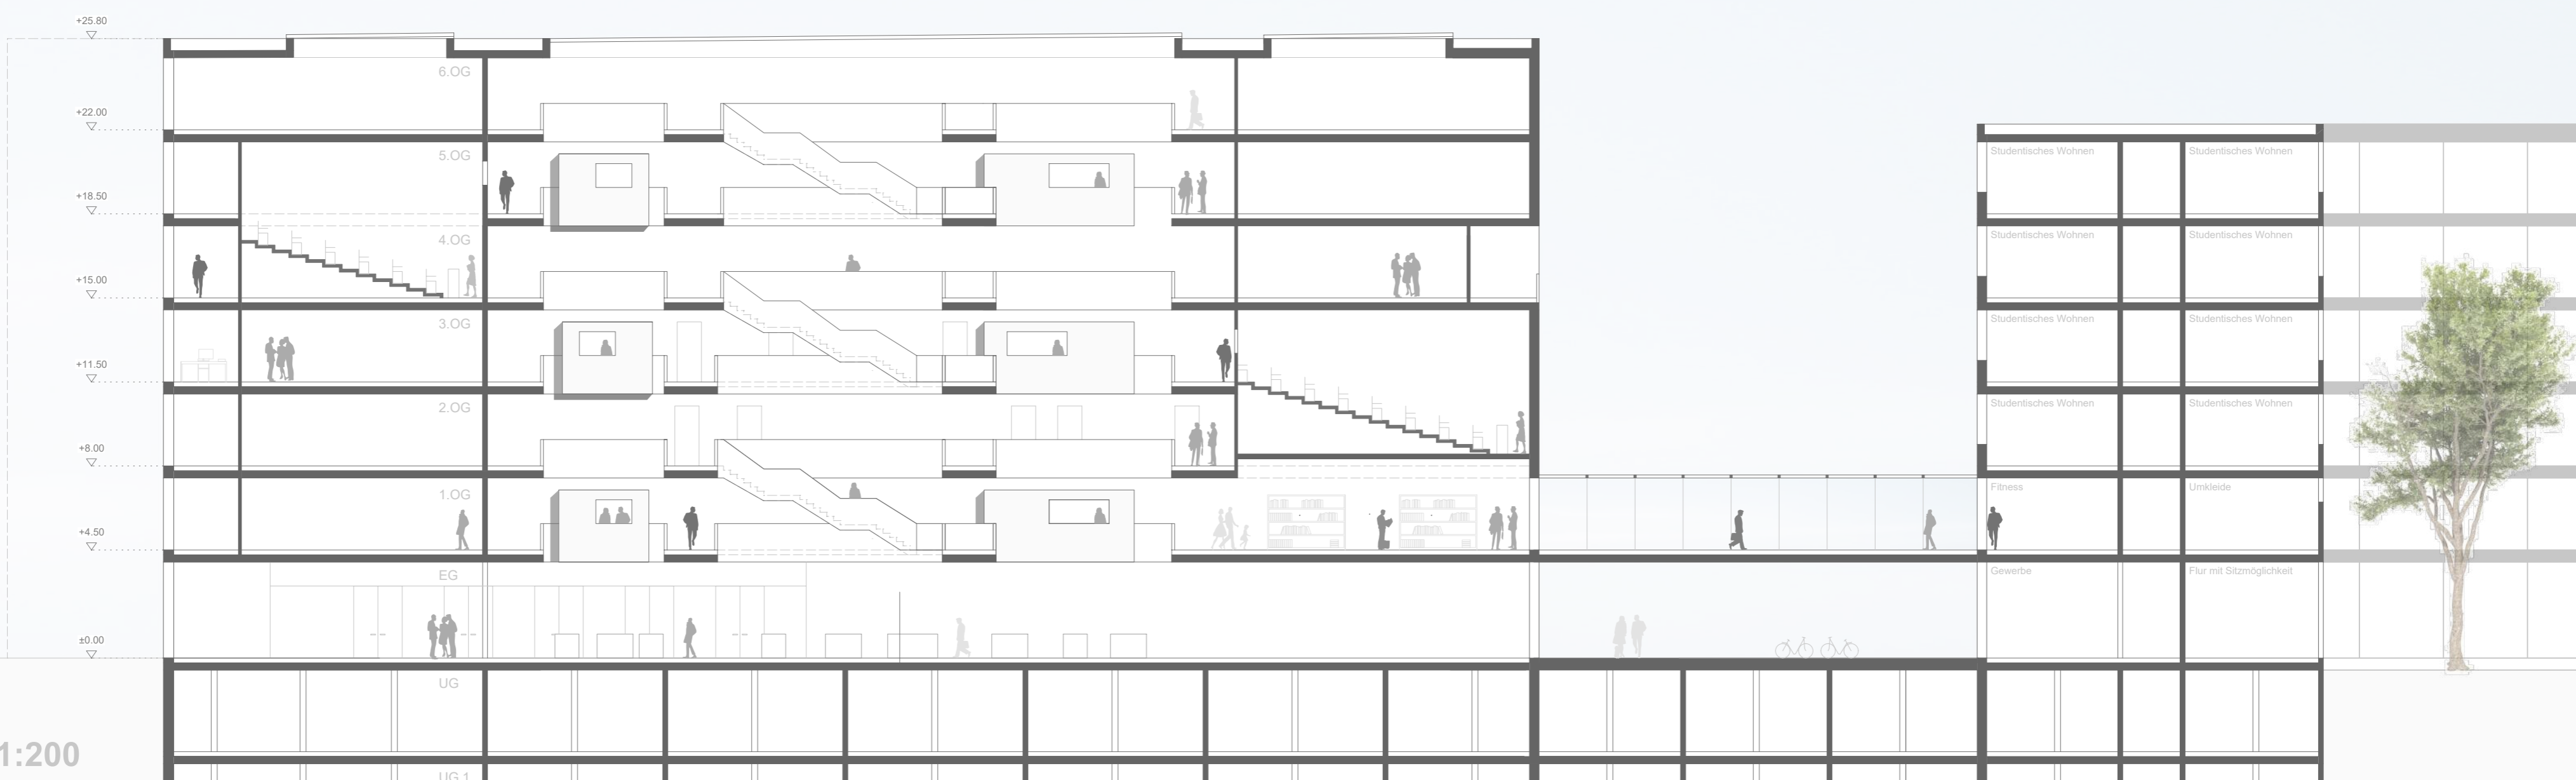 +25.80
6.OG
+22.00
5.OG
Studentisches Wohnen
Studentisches Wohnen
+18.50
4.OG
Studentisches Wohnen
Studentisches Wohnen
+15.00
3.OG
Studentisches Wohnen
Studentisches Wohnen
+11.50
2.OG
Studentisches Wohnen
Studentisches Wohnen
+8.00
1.OG
Fitness
Umkleide
+4.50
EG
Gewerbe
Flur mit Sitzmöglichkeit
±0.00
UG
1:200
UG 1